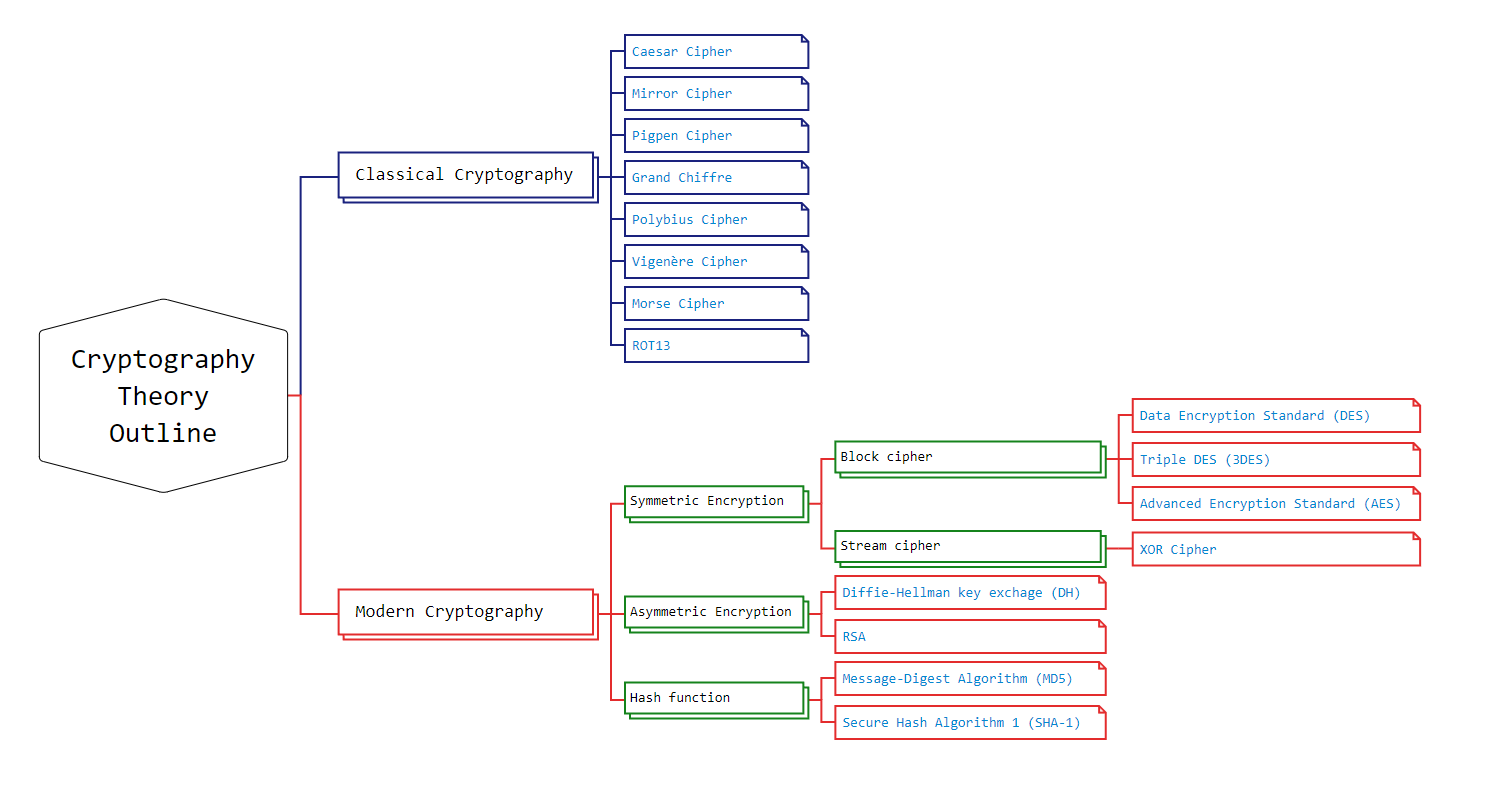 Cryptography
Theory
Outline
Classical Cryptography
Caesar Cipher
Mirror Cipher
Pigpen Cipher
Grand Chiffre
Polybius Cipher
Vigenère Cipher
Morse Cipher
ROT13
Modern Cryptography
Symmetric Encryption
Block cipher
Data Encryption Standard (DES)
Triple DES (3DES)
Advanced Encryption Standard (AES)
Stream cipher
XOR Cipher
Asymmetric Encryption
Diffie-Hellman key exchage (DH)
RSA
Hash function
Message-Digest Algorithm (MD5)
Secure Hash Algorithm 1 (SHA-1)